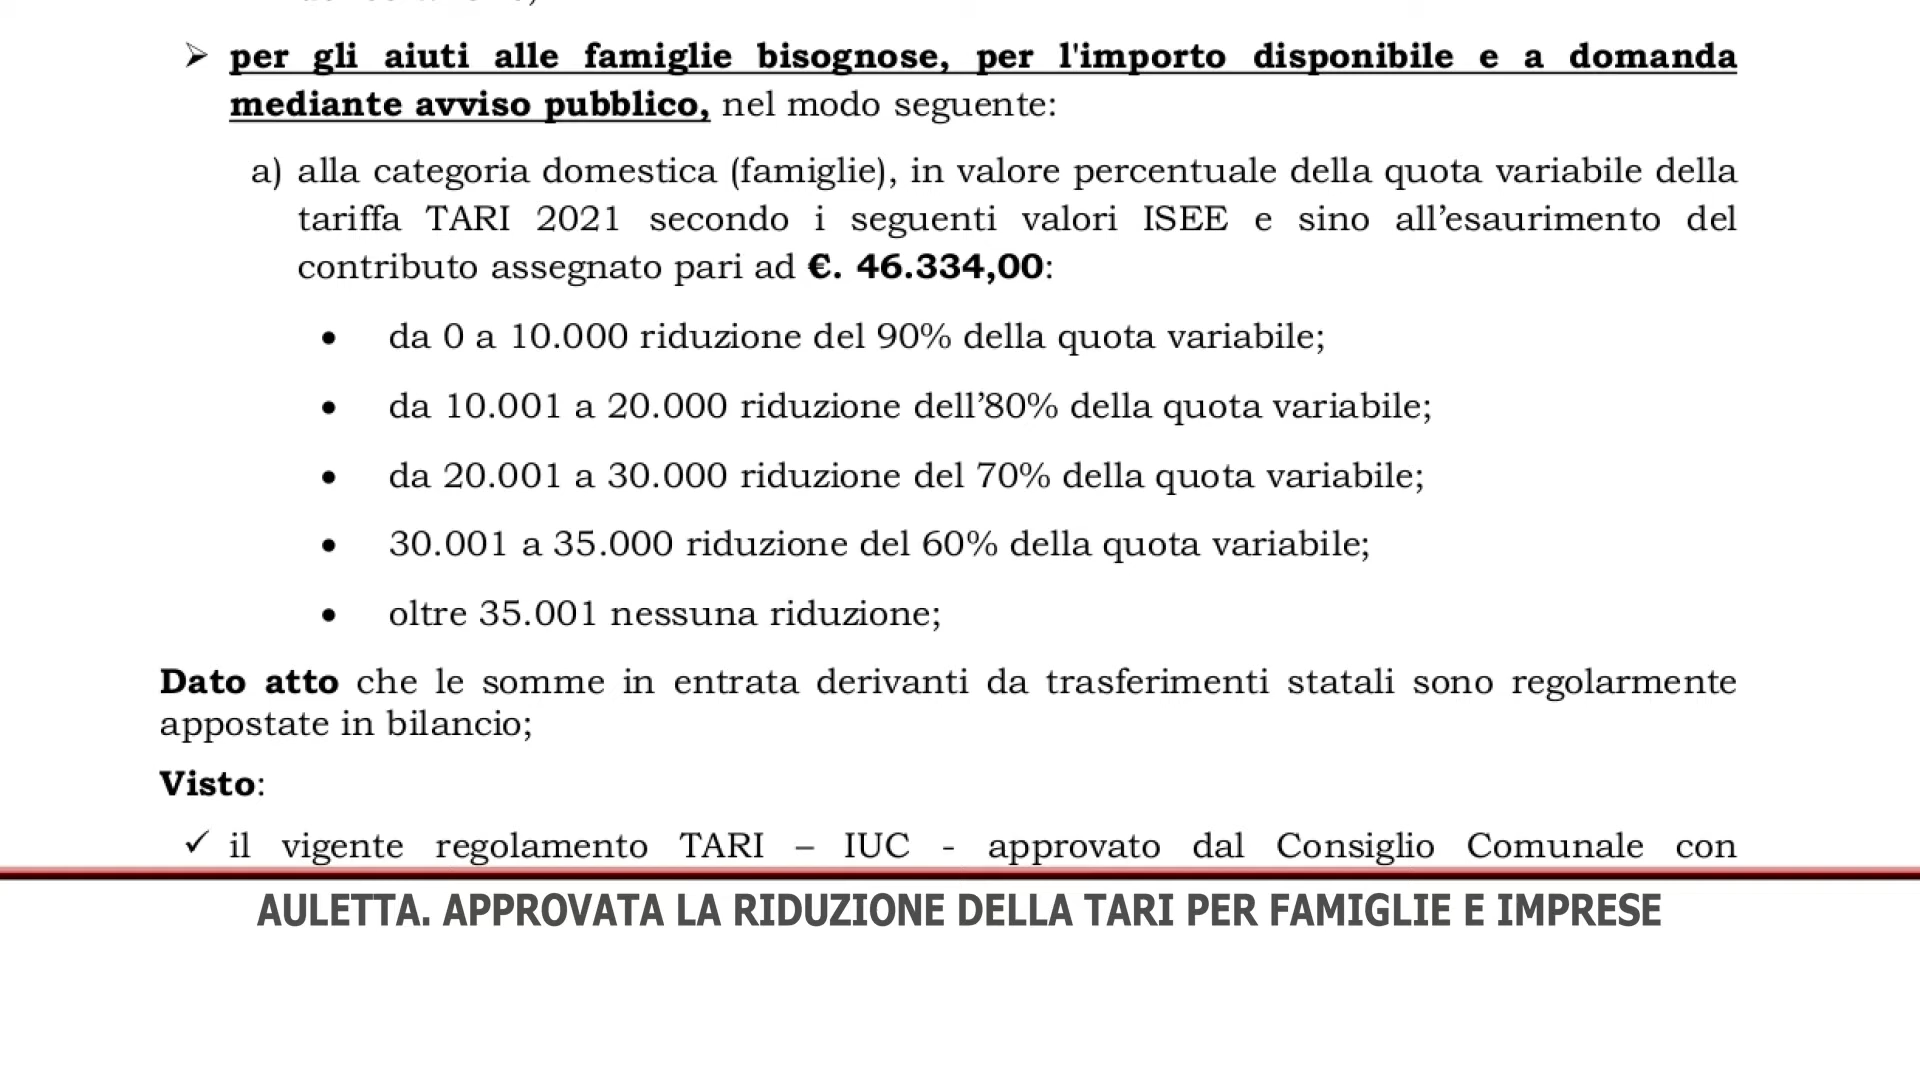 per gli aiuti alle famiglie bisognose, per l'importo disponibile e a domanda
mediante avviso pubblico, nel modo seguente:
a) alla categoria domestica (famiglie), in valore percentuale della quota variabile della
tariffa TARI 2021 secondo i seguenti valori ISEE e sino all’esaurimento del
contributo assegnato pari ad €. 46.334,00:
• da 0 a 10.000 riduzione del 90% della quota variabile;
• da 10.001 a 20.000 riduzione dell’80% della quota variabile;
• da 20.001 a 30.000 riduzione del 70% della quota variabile;
• 30.001 a 35.000 riduzione del 60% della quota variabile;
• oltre 35.001 nessuna riduzione;
Dato atto che le somme in entrata derivanti da trasferimenti statali sono regolarmente
appostate in bilancio;
Visto:
✓ il vigente regolamento TARI – IUC - approvato dal Consiglio Comunale con
AULETTA. APPROVATA LA RIDUZIONE DELLA TARI PER FAMIGLIE E IMPRESE